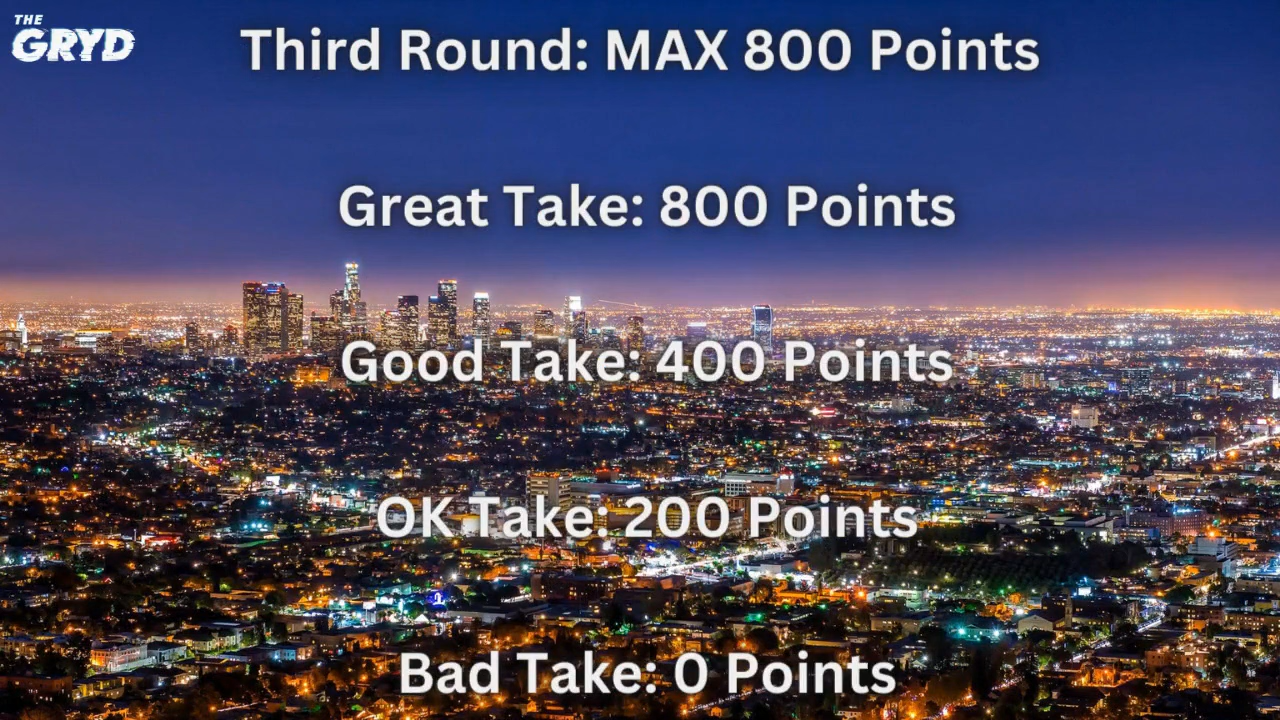 THE
GRYD
Third Round: MAX 800 Points
Great Take: 800 Points
Good Take: 400 Points
OK Take: 200 Points
Bad Take: 0 Points